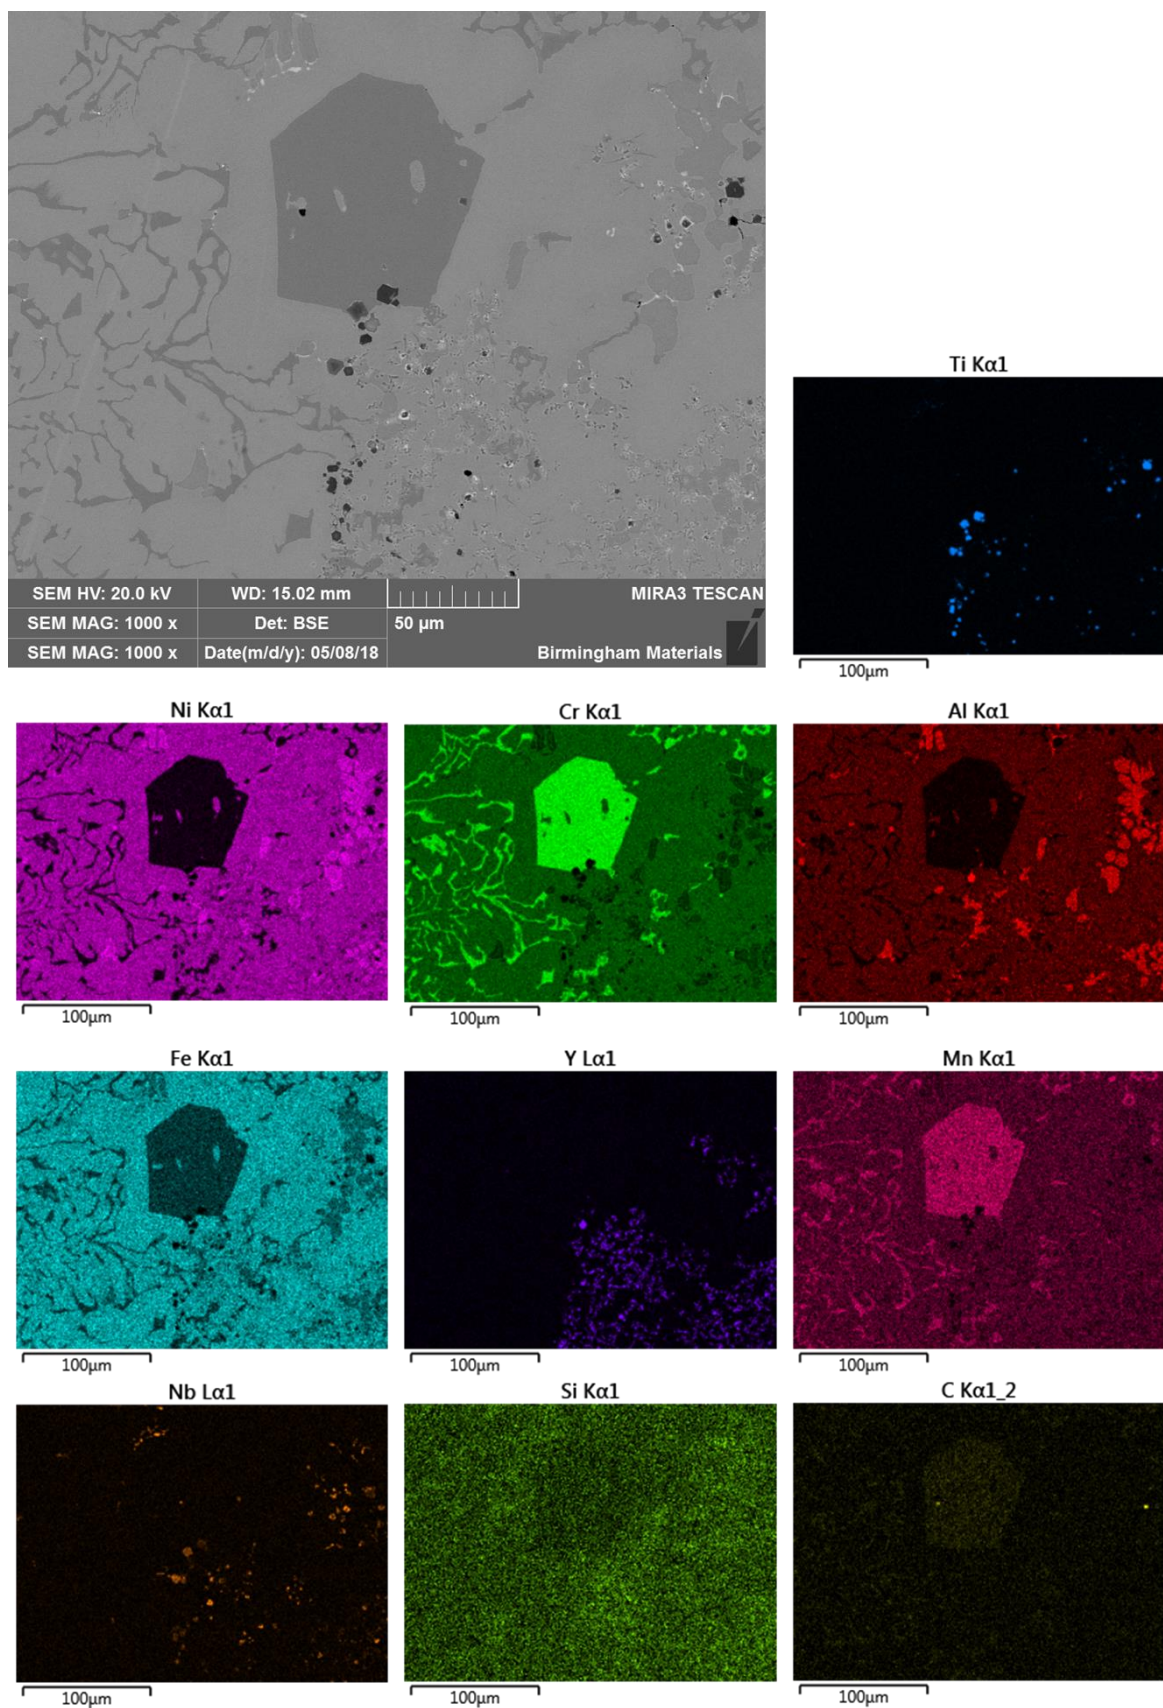 SEM HV: 20.0 kV WD: 15.02 mm MIRA3 TESCAN
SEM MAG: 1000 x Det: BSE 50 µm
SEM MAG: 1000 x Date(m/d/y): 05/08/18 Birmingham Materials
Ti Kα1
100µm
Ni Kα1 Cr Kα1 Al Kα1
100µm 100µm 100µm
Fe Kα1 Y Lα1 Mn Kα1
100µm 100µm 100µm
Nb Lα1 Si Kα1 C Kα1_2
100µm 100µm 100µm